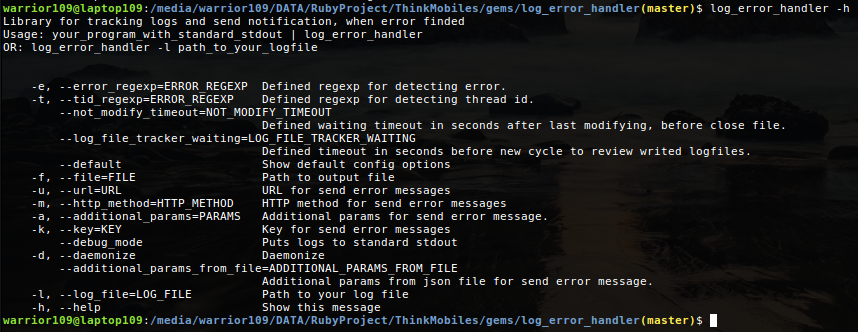 warrior109@laptop109:/media/warrior109/DATA/RubyProject/ThinkMobiles/gems/log_error_handler(master)$ log_error_handler -h
Library for tracking logs and send notification, when error finded
Usage: your_program_with_standard_stdout | log_error_handler
OR: log_error_handler -l path_to_your_logfile
-e, --error_regexp=ERROR_REGEXP  Defined regexp for detecting error.
-t, --tid_regexp=ERROR_REGEXP    Defined regexp for detecting thread id.
--not_modify_timeout=NOT_MODIFY_TIMEOUT
Defined waiting timeout in seconds after last modifying, before close file.
--log_file_tracker_waiting=LOG_FILE_TRACKER_WAITING
Defined timeout in seconds before new cycle to review writed logfiles.
--default                    Show default config options
-f, --file=FILE                  Path to output file
-u, --url=URL                    URL for send error messages
-m, --http_method=HTTP_METHOD    HTTP method for send error messages
-a, --additional_params=PARAMS   Additional params for send error message.
-k, --key=KEY                    Key for send error messages
--debug_mode                 Puts logs to standard stdout
-d, --daemonize                  Daemonize
--additional_params_from_file=ADDITIONAL_PARAMS_FROM_FILE
Additional params from json file for send error message.
-l, --log_file=LOG_FILE          Path to your log file
-h, --help                       Show this message
warrior109@laptop109:/media/warrior109/DATA/RubyProject/ThinkMobiles/gems/log_error_handler(master)$